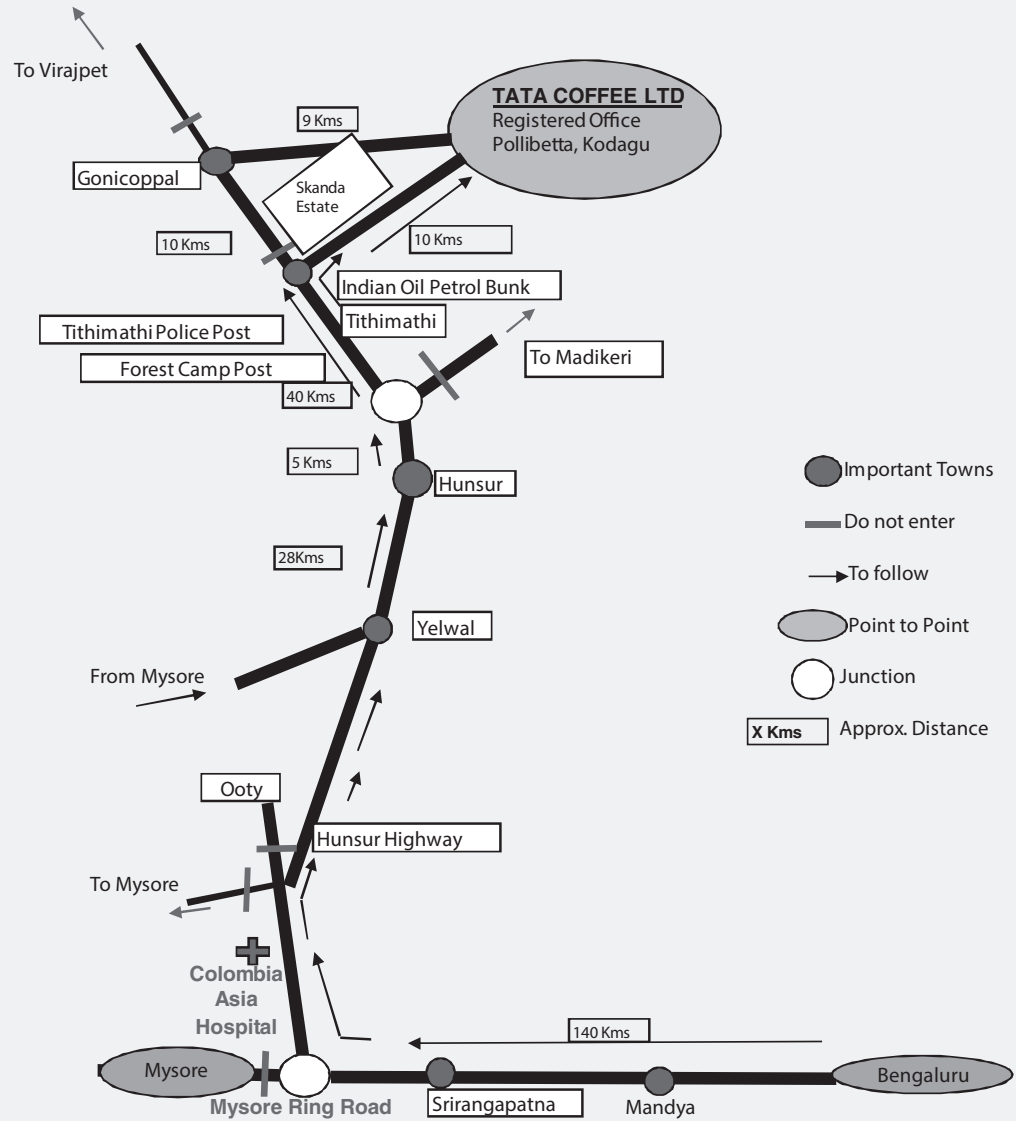 To Virajpet
TATA COFFEE LTD
Registered Office
Pollibetta, Kodagu
9 Kms
Gonicoppal
Skanda
Estate
10 Kms
10 Kms
Indian Oil Petrol Bunk
Tithimathi
Tithimathi Police Post
Forest Camp Post
To Madikeri
40 Kms
5 Kms
Hunsur
28Kms
Yelwal
From Mysore
Ooty
Hunsur Highway
To Mysore
Colombia
Asia
Hospital
140 Kms
Mysore
Bengaluru
Mysore Ring Road
Srirangapatna
Mandya
Important Towns
Do not enter
To follow
Point to Point
Junction
X Kms
Approx. Distance